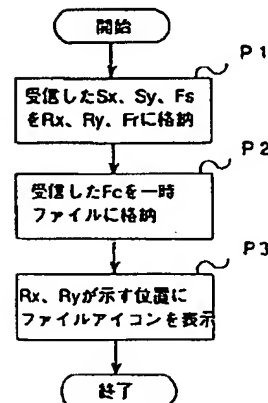 開始
P1
受信したSx、Sy、Fs
をRx、Ry、Frに格納
P2
受信したFcを一時
ファイルに格納
P3
Rx、Ryが示す位置に
ファイルアイコンを表示
終了